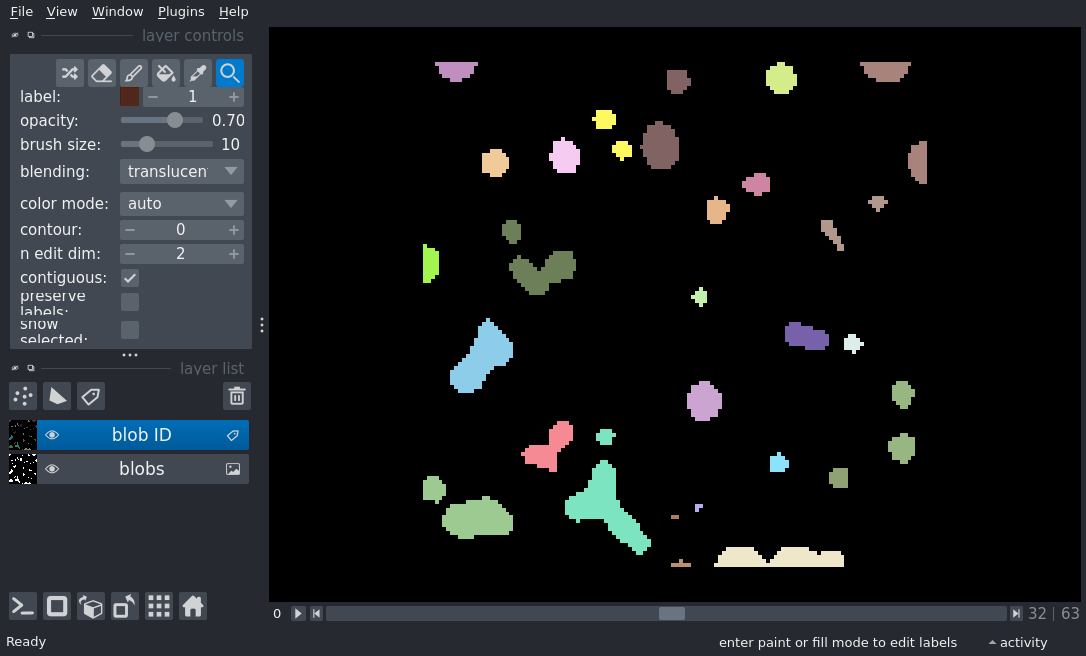 File View Window Plugins Help
layer controls
label: 1
opacity: 0.70
brush size: 10
blending: translucen
color mode: auto
contour: 0
n edit dim: 2
contiguous:
preserve
labels:
show
selected:
layer list
blob ID
blobs
0 32 | 63
Ready enter paint or fill mode to edit labels activity